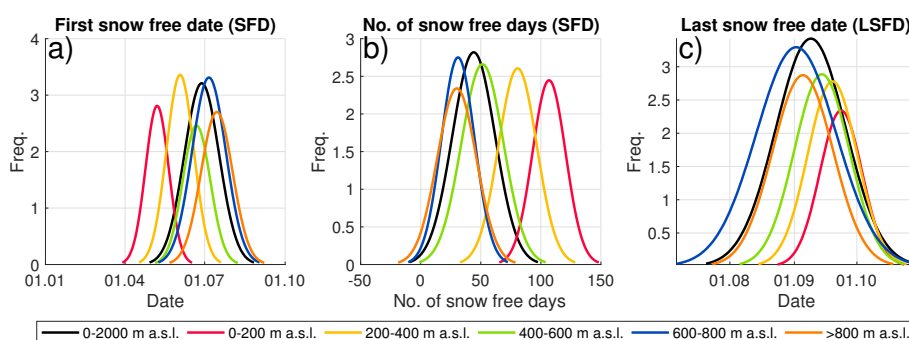 First snow free date (SFD)
No. of snow free days (SFD)
Last snow free date (LSFD)
a)
b)
c)
4
3
2
1
0
Freq.
01.01
01.04
01.07
01.10
Date
3
2.5
2
1.5
1
0.5
0
Freq.
-50
0
50
100
150
No. of snow free days
3
2.5
2
1.5
1
0.5
Freq.
01.08
01.09
01.10
Date
0-2000 m a.s.l.
0-200 m a.s.l.
200-400 m a.s.l.
400-600 m a.s.l.
600-800 m a.s.l.
>800 m a.s.l.